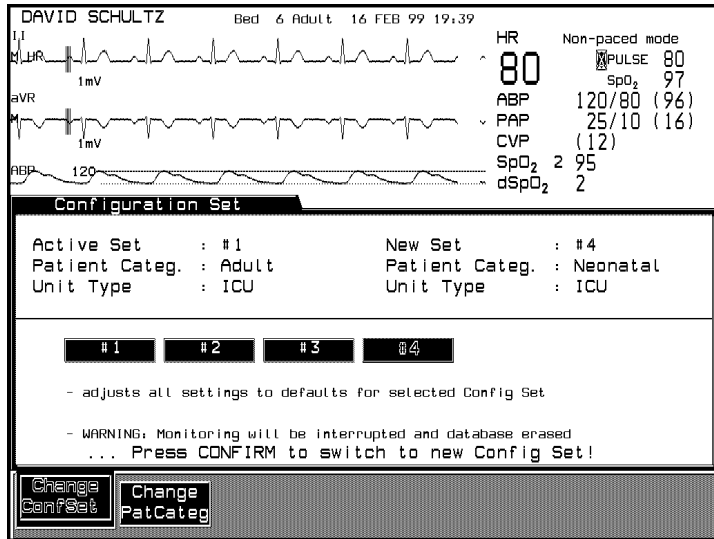 DAVID SCHULTZ Bed 6 Adult 16 FEB 99 19:39
II
M HR
1mV
aVR
M
1mV
ABP 120
HR 80
Non-paced mode
PULSE 80
SpO₂ 97
ABP 120/80 (96)
PAP 25/10 (16)
CVP (12)
SpO₂ 2 95
dSpO₂ 2
Configuration Set
Active Set : #1 New Set : #4
Patient Categ. : Adult Patient Categ. : Neonatal
Unit Type : ICU Unit Type : ICU
#1 #2 #3 #4
- adjusts all settings to defaults for selected Config Set
- WARNING: Monitoring will be interrupted and database erased
... Press CONFIRM to switch to new Config Set!
Change
ConfSet
Change
PatCateg